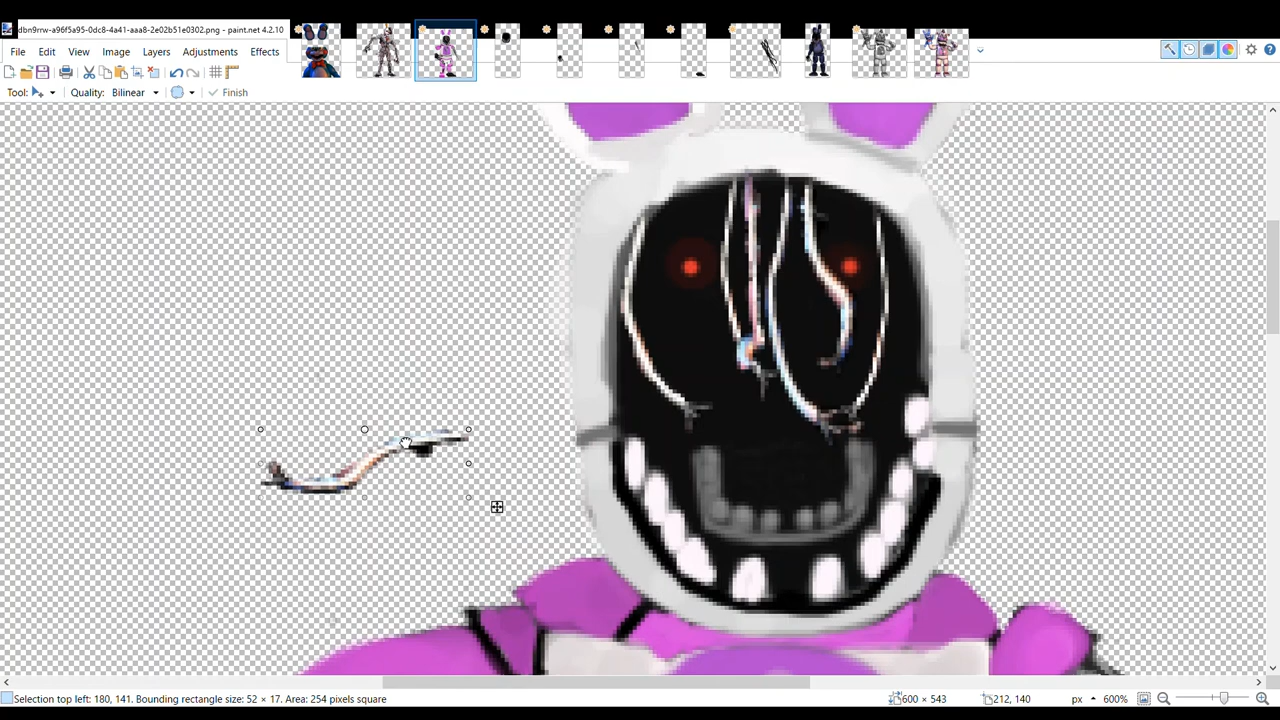 dbn9rrw-a96f5a95-0dc8-4a41-aaa8-2e02b51e0302.png - paint.net 4.2.10
File Edit View Image Layers Adjustments Effects
Tool: Quality: Bilinear Finish
Selection top left: 180, 141. Bounding rectangle size: 52 × 17. Area: 254 pixels square 600 × 543 212, 140 px 600%